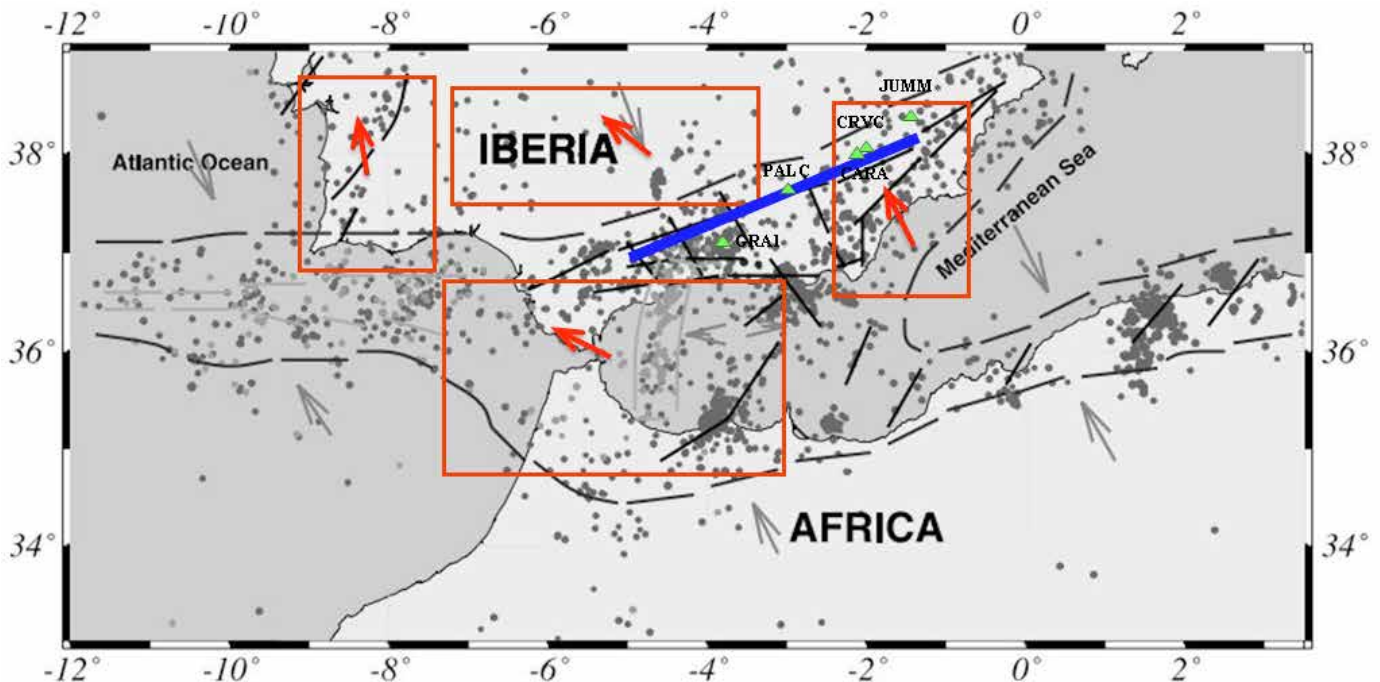 -12° -10° -8° -6° -4° -2° 0° 2°
JUMM
CRVC
38° Atlantic Ocean IBERIA 38°
PALC CARA
Mediterranean Sea
GRA1
36° 36°
AFRICA
34° 34°
-12° -10° -8° -6° -4° -2° 0° 2°